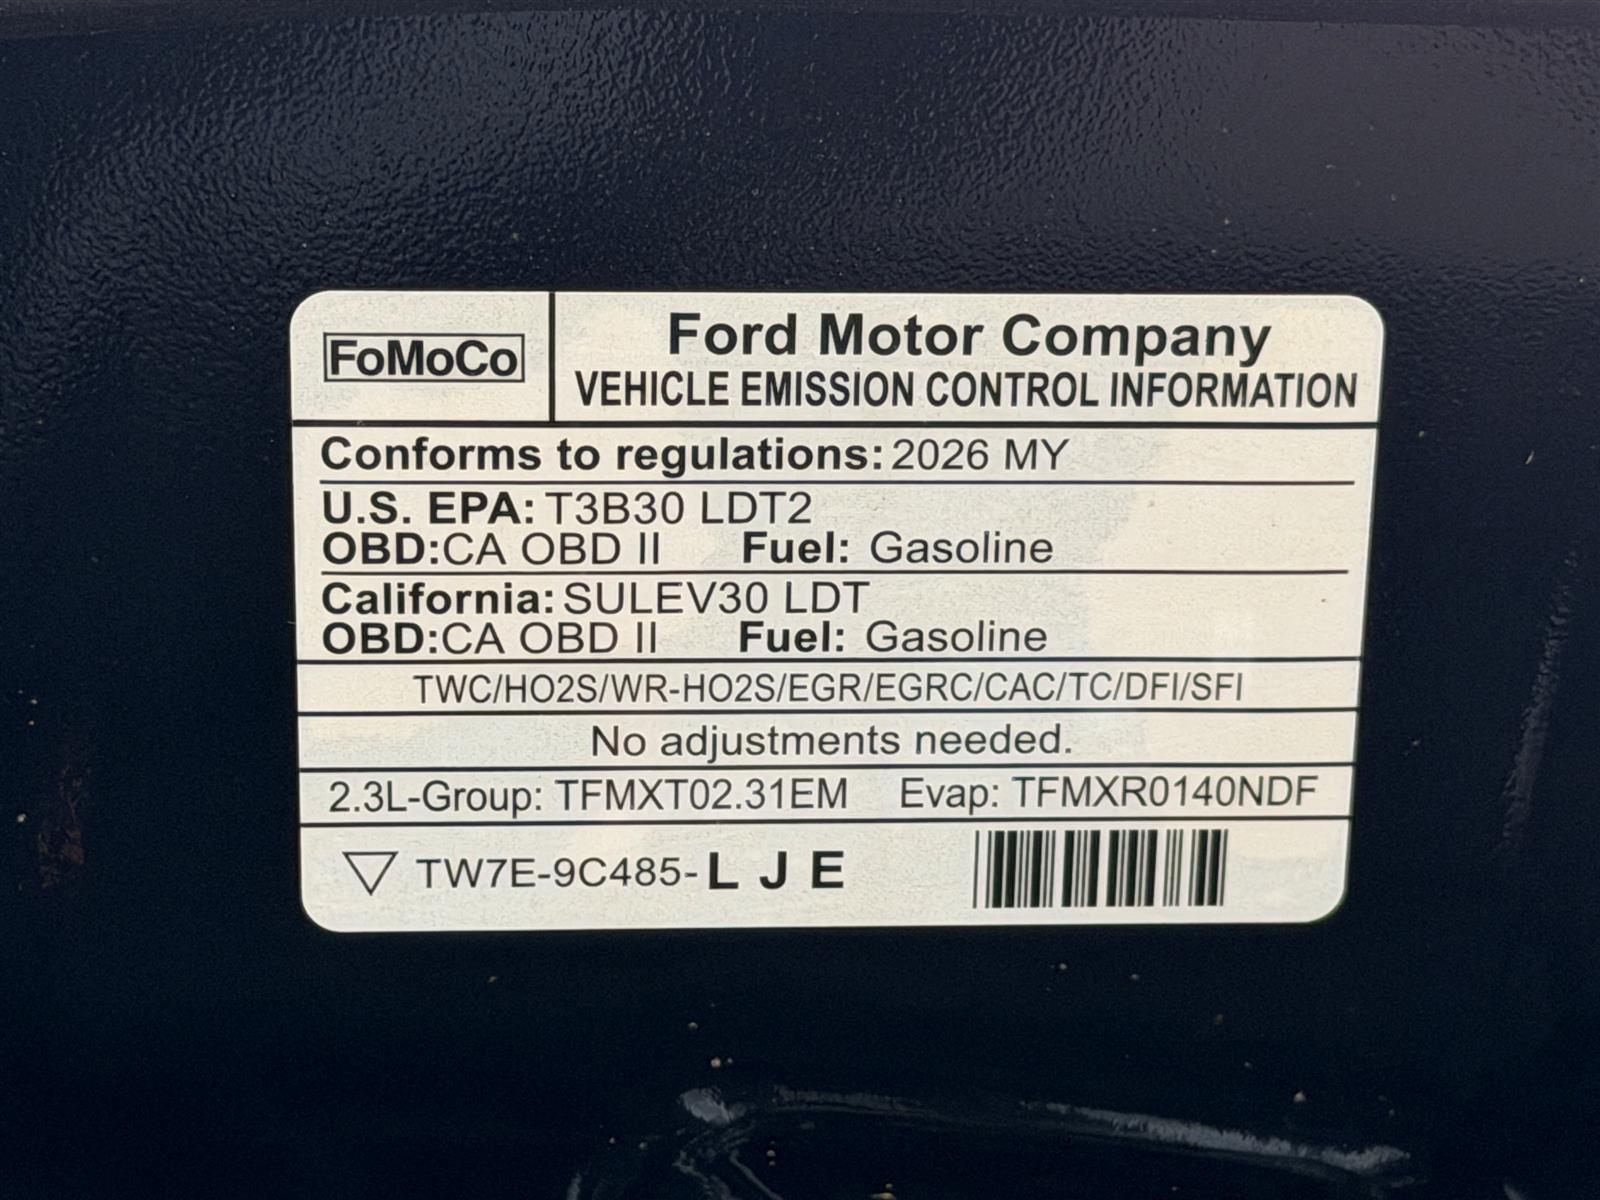 FoMoCo
Ford Motor Company
VEHICLE EMISSION CONTROL INFORMATION
Conforms to regulations: 2026 MY
U.S. EPA: T3B30 LDT2
OBD:CA OBD II Fuel: Gasoline
California: SULEV30 LDT
OBD:CA OBD II Fuel: Gasoline
TWC/HO2S/WR-HO2S/EGR/EGRC/CAC/TC/DFI/SFI
No adjustments needed.
2.3L-Group: TFMXT02.31EM Evap: TFMXR0140NDF
TW7E-9C485-L J E